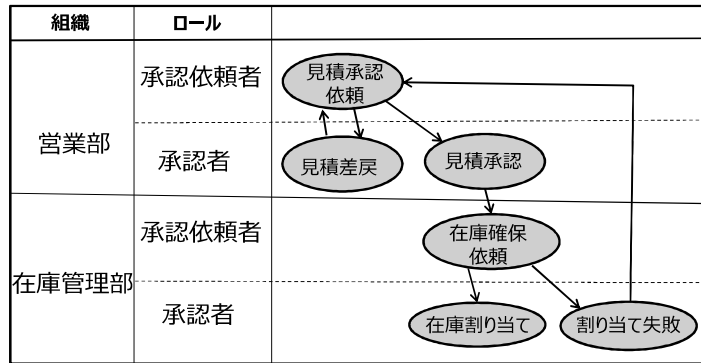 組織 ロール
営業部
承認依頼者
見積承認
依頼
承認者
見積差戻
見積承認
在庫管理部
承認依頼者
在庫確保
依頼
承認者
在庫割り当て
割り当て失敗